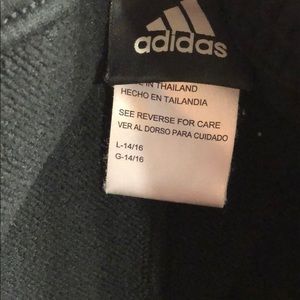 adidas
IN THAILAND
HECHO EN TAILANDIA
SEE REVERSE FOR CARE
VER AL DORSO PARA CUIDADO
L-14/16
G-14/16